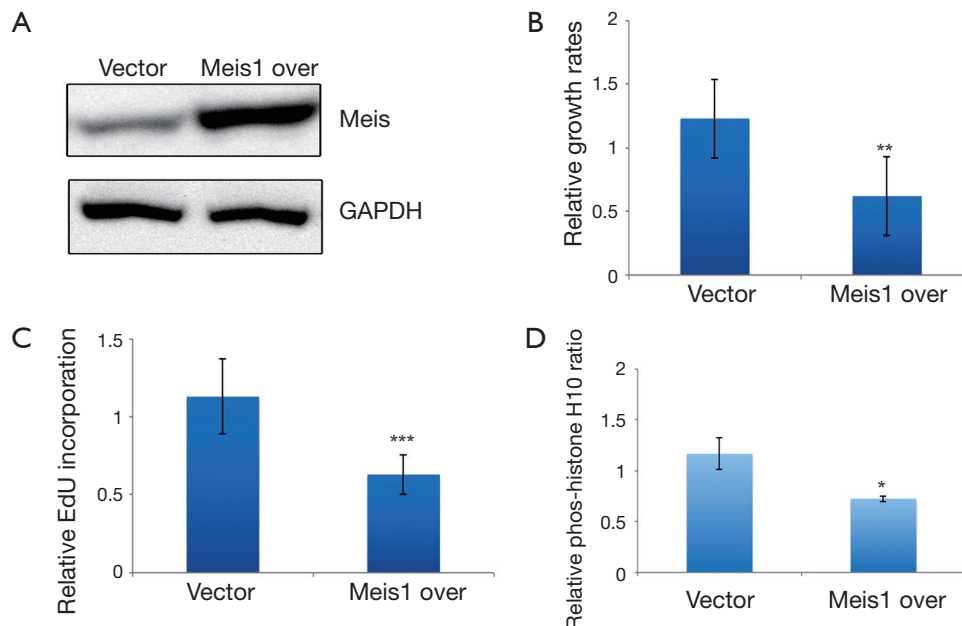 A
Vector Meis1 over
Meis
GAPDH
B
Relative growth rates
2
1.5
1
0.5
0
**
Vector Meis1 over
C
Relative EdU incorporation
1.5
1
0.5
0
***
Vector Meis1 over
D
Relative phos-histone H10 ratio
2
1.5
1
0.5
0
*
Vector Meis1 over